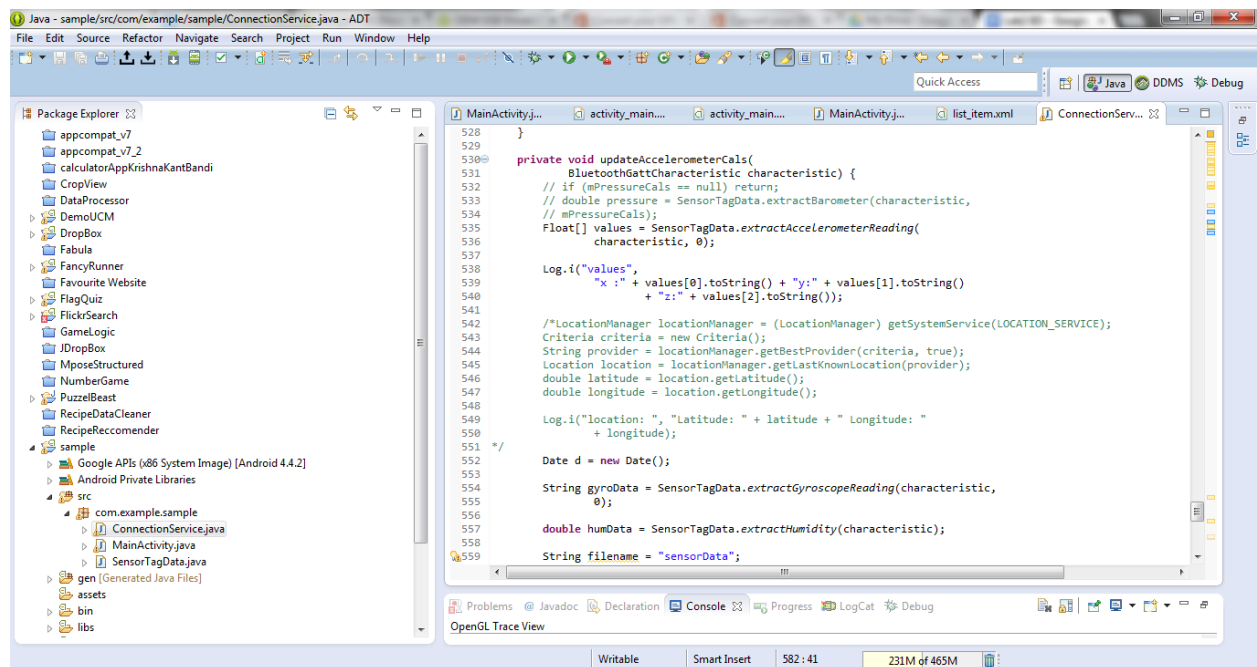 Java - sample/src/com/example/sample/ConnectionService.java - ADT
File Edit Source Refactor Navigate Search Project Run Window Help
Quick Access
Java DDMS Debug
Package Explorer
appcompat_v7
appcompat_v7_2
calculatorAppKrishnaKantBandi
CropView
DataProcessor
DemoUCM
DropBox
Fabula
FancyRunner
Favourite Website
FlagQuiz
FlickrSearch
GameLogic
JDropBox
MposeStructured
NumberGame
PuzzelBeast
RecipeDataCleaner
RecipeReccomender
sample
Google APIs (x86 System Image) [Android 4.4.2]
Android Private Libraries
src
com.example.sample
ConnectionService.java
MainActivity.java
SensorTagData.java
gen [Generated Java Files]
assets
bin
libs
MainActivity.j... activity_main.... activity_main.... MainActivity.j... list_item.xml ConnectionServ...
528 }
529
530 private void updateAccelerometerCals(
531 BluetoothGattCharacteristic characteristic) {
532 // if (mPressureCals == null) return;
533 // double pressure = SensorTagData.extractBarometer(characteristic,
534 // mPressureCals);
535 Float[] values = SensorTagData.extractAccelerometerReading(
536 characteristic, 0);
537
538 Log.i("values",
539 "x :" + values[0].toString() + "y:" + values[1].toString()
540 + "z:" + values[2].toString());
541
542 /*LocationManager locationManager = (LocationManager) getSystemService(LOCATION_SERVICE);
543 Criteria criteria = new Criteria();
544 String provider = locationManager.getBestProvider(criteria, true);
545 Location location = locationManager.getLastKnownLocation(provider);
546 double latitude = location.getLatitude();
547 double longitude = location.getLongitude();
548
549 Log.i("location: ", "Latitude: " + latitude + " Longitude: "
550 + longitude);
551 */
552 Date d = new Date();
553
554 String gyroData = SensorTagData.extractGyroscopeReading(characteristic,
555 0);
556
557 double humData = SensorTagData.extractHumidity(characteristic);
558
559 String filename = "sensorData";
Problems @ Javadoc Declaration Console Progress LogCat Debug
OpenGL Trace View
Writable Smart Insert 582 : 41 231M of 465M